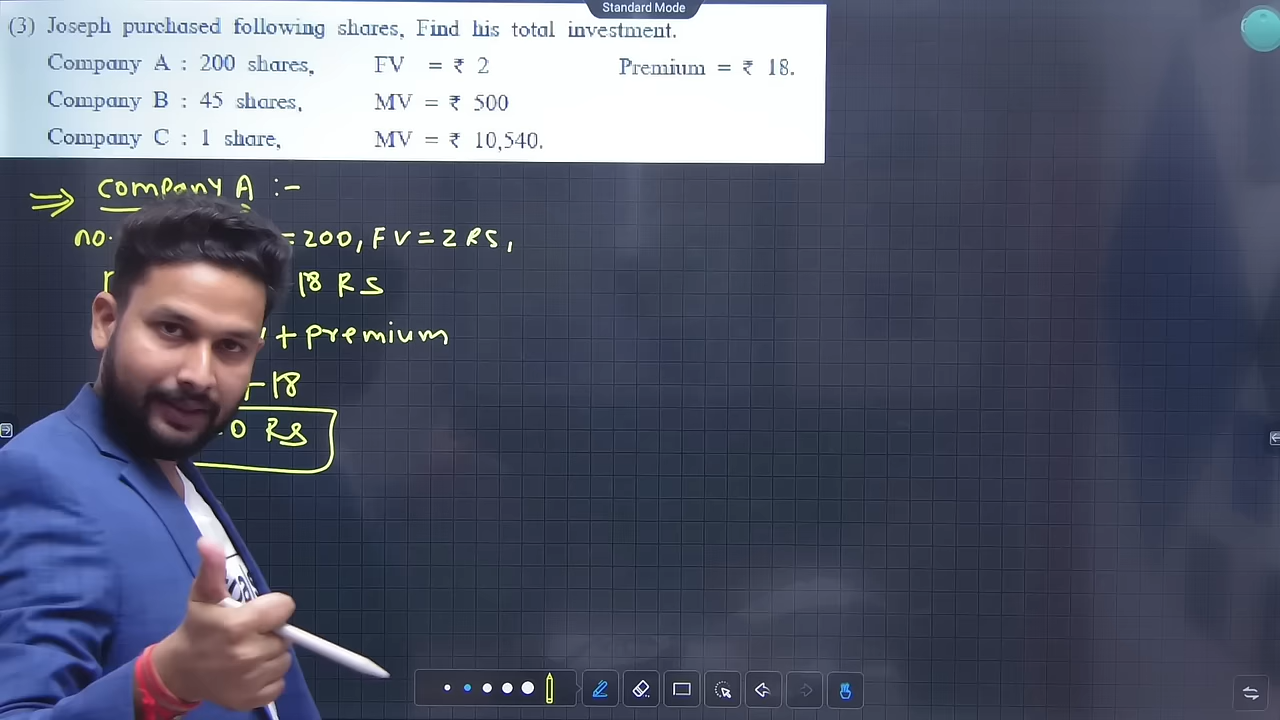 Standard Mode
(3) Joseph purchased following shares, Find his total investment.
Company A : 200 shares, FV = ₹ 2 Premium = ₹ 18.
Company B : 45 shares, MV = ₹ 500
Company C : 1 share, MV = ₹ 10,540.
⇒ company A :-
no. =200, FV=2RS,
18 RS
+ premium
+18
0 RS